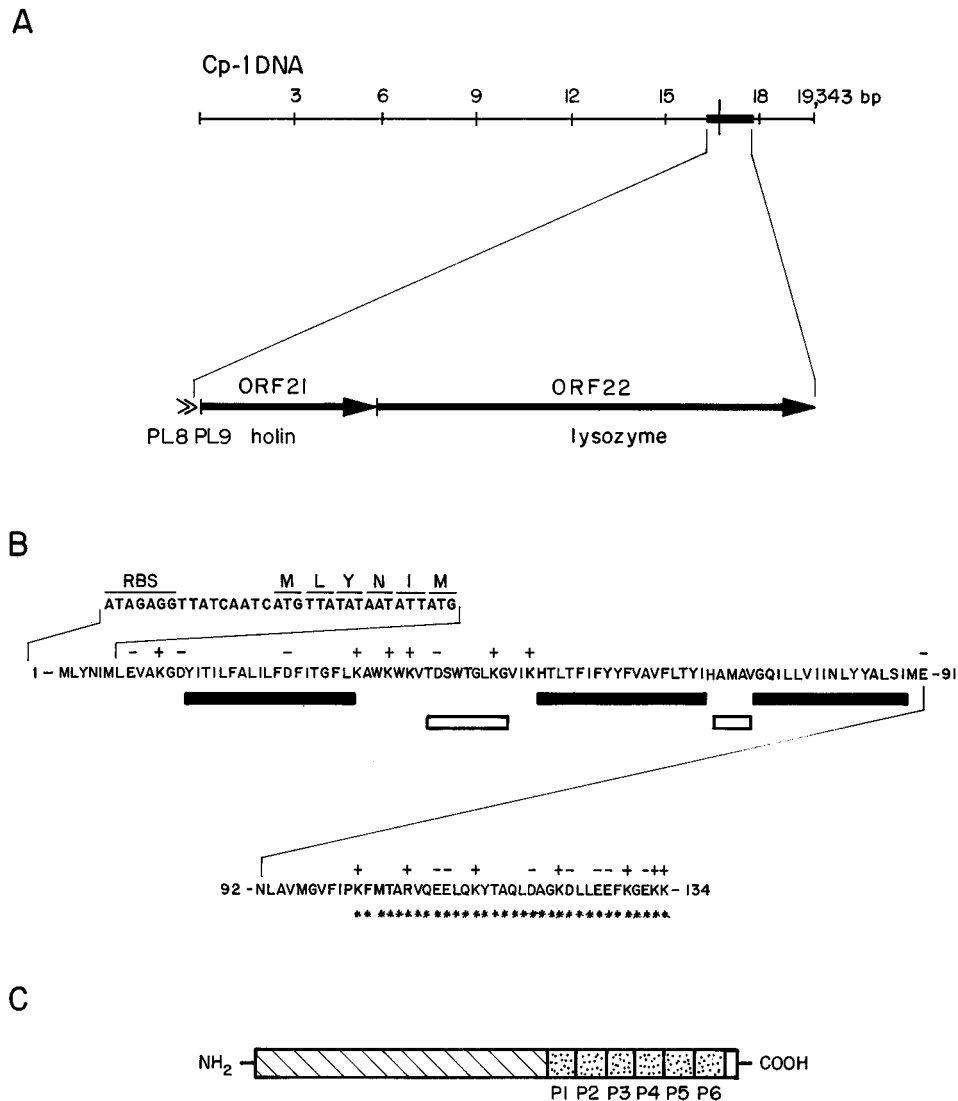 A
Cp-1 DNA
3 6 9 12 15 18 19,343 bp
ORF21 ORF22
PL8 PL9 holin lysozyme
B
RBS M L Y N I M
ATAGAGGTTATCAATCATGTTATATAATATTATG
- + - - + + + - + +  -
1 - MLYNIMLEVAKGDYITILFALILFDFITGFLKAWKWKVTDSWTGLKGVIKHTLTFIFYYFVAVFLTYIHAMAVGQILLVIINLYYALSIME - 91
+ + -- + - + - -- + -++
92 - NLAVMGVFIPKFMTARVQEELQKYTAQLDAGKDLLEEFKGEKK - 134
C
NH2 COOH
P1 P2 P3 P4 P5 P6